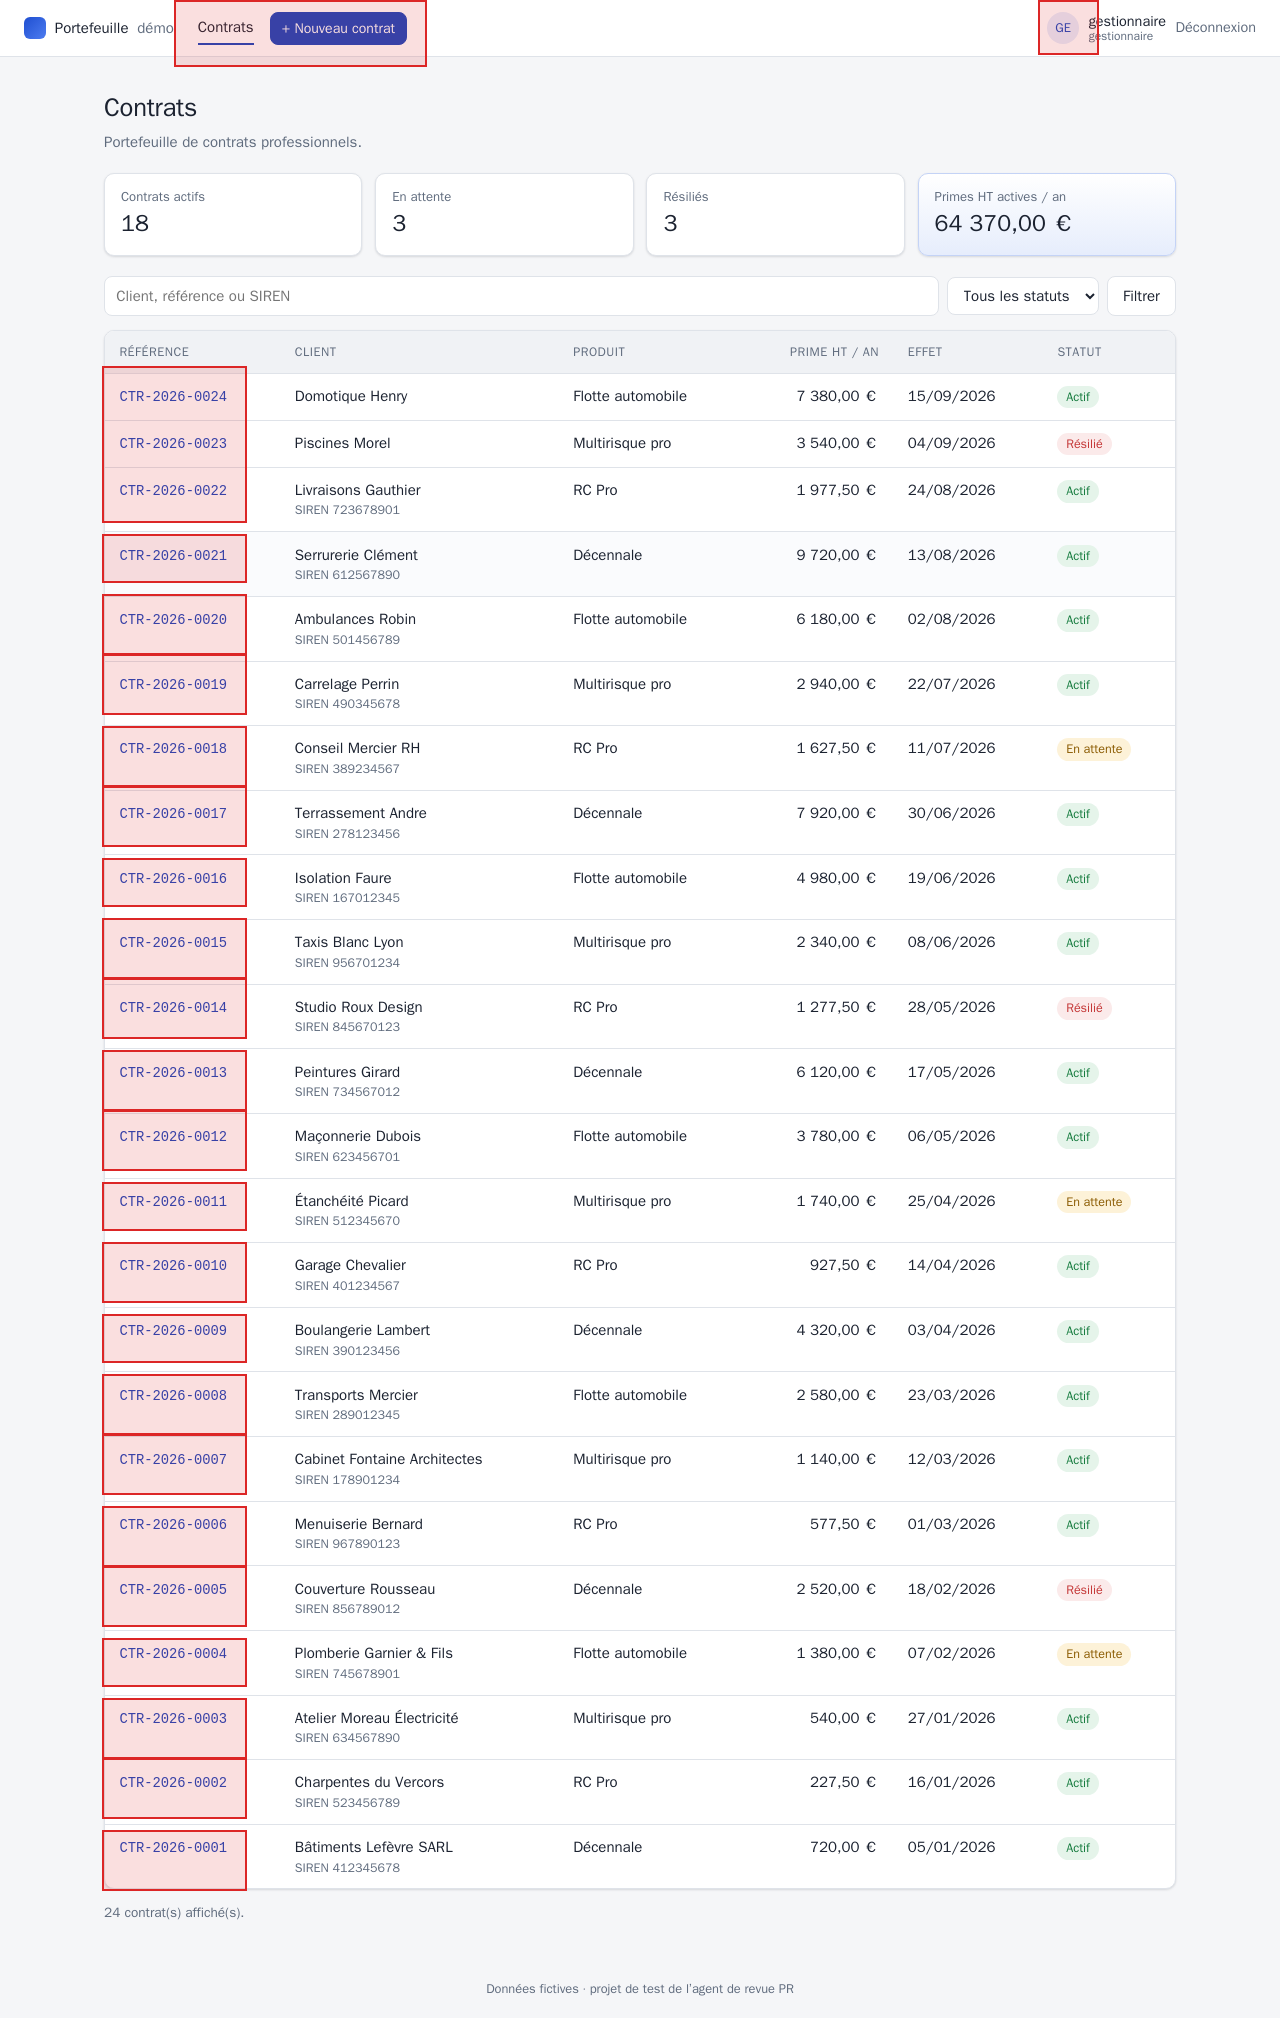 Portefeuille démo Contrats + Nouveau contrat GE gestionnaire Déconnexion
gestionnaire
Contrats
Portefeuille de contrats professionnels.
Contrats actifs En attente Résiliés Primes HT actives / an
18 3 3 64 370,00 €
Client, référence ou SIREN Tous les statuts Filtrer
RÉFÉRENCE CLIENT PRODUIT PRIME HT / AN EFFET STATUT
CTR-2026-0024 Domotique Henry Flotte automobile 7 380,00 € 15/09/2026 Actif
CTR-2026-0023 Piscines Morel Multirisque pro 3 540,00 € 04/09/2026 Résilié
CTR-2026-0022 Livraisons Gauthier RC Pro 1 977,50 € 24/08/2026 Actif
SIREN 723678901
CTR-2026-0021 Serrurerie Clément Décennale 9 720,00 € 13/08/2026 Actif
SIREN 612567890
CTR-2026-0020 Ambulances Robin Flotte automobile 6 180,00 € 02/08/2026 Actif
SIREN 501456789
CTR-2026-0019 Carrelage Perrin Multirisque pro 2 940,00 € 22/07/2026 Actif
SIREN 490345678
CTR-2026-0018 Conseil Mercier RH RC Pro 1 627,50 € 11/07/2026 En attente
SIREN 389234567
CTR-2026-0017 Terrassement Andre Décennale 7 920,00 € 30/06/2026 Actif
SIREN 278123456
CTR-2026-0016 Isolation Faure Flotte automobile 4 980,00 € 19/06/2026 Actif
SIREN 167012345
CTR-2026-0015 Taxis Blanc Lyon Multirisque pro 2 340,00 € 08/06/2026 Actif
SIREN 956701234
CTR-2026-0014 Studio Roux Design RC Pro 1 277,50 € 28/05/2026 Résilié
SIREN 845670123
CTR-2026-0013 Peintures Girard Décennale 6 120,00 € 17/05/2026 Actif
SIREN 734567012
CTR-2026-0012 Maçonnerie Dubois Flotte automobile 3 780,00 € 06/05/2026 Actif
SIREN 623456701
CTR-2026-0011 Étanchéité Picard Multirisque pro 1 740,00 € 25/04/2026 En attente
SIREN 512345670
CTR-2026-0010 Garage Chevalier RC Pro 927,50 € 14/04/2026 Actif
SIREN 401234567
CTR-2026-0009 Boulangerie Lambert Décennale 4 320,00 € 03/04/2026 Actif
SIREN 390123456
CTR-2026-0008 Transports Mercier Flotte automobile 2 580,00 € 23/03/2026 Actif
SIREN 289012345
CTR-2026-0007 Cabinet Fontaine Architectes Multirisque pro 1 140,00 € 12/03/2026 Actif
SIREN 178901234
CTR-2026-0006 Menuiserie Bernard RC Pro 577,50 € 01/03/2026 Actif
SIREN 967890123
CTR-2026-0005 Couverture Rousseau Décennale 2 520,00 € 18/02/2026 Résilié
SIREN 856789012
CTR-2026-0004 Plomberie Garnier & Fils Flotte automobile 1 380,00 € 07/02/2026 En attente
SIREN 745678901
CTR-2026-0003 Atelier Moreau Électricité Multirisque pro 540,00 € 27/01/2026 Actif
SIREN 634567890
CTR-2026-0002 Charpentes du Vercors RC Pro 227,50 € 16/01/2026 Actif
SIREN 523456789
CTR-2026-0001 Bâtiments Lefèvre SARL Décennale 720,00 € 05/01/2026 Actif
SIREN 412345678
24 contrat(s) affiché(s).
Données fictives · projet de test de l'agent de revue PR